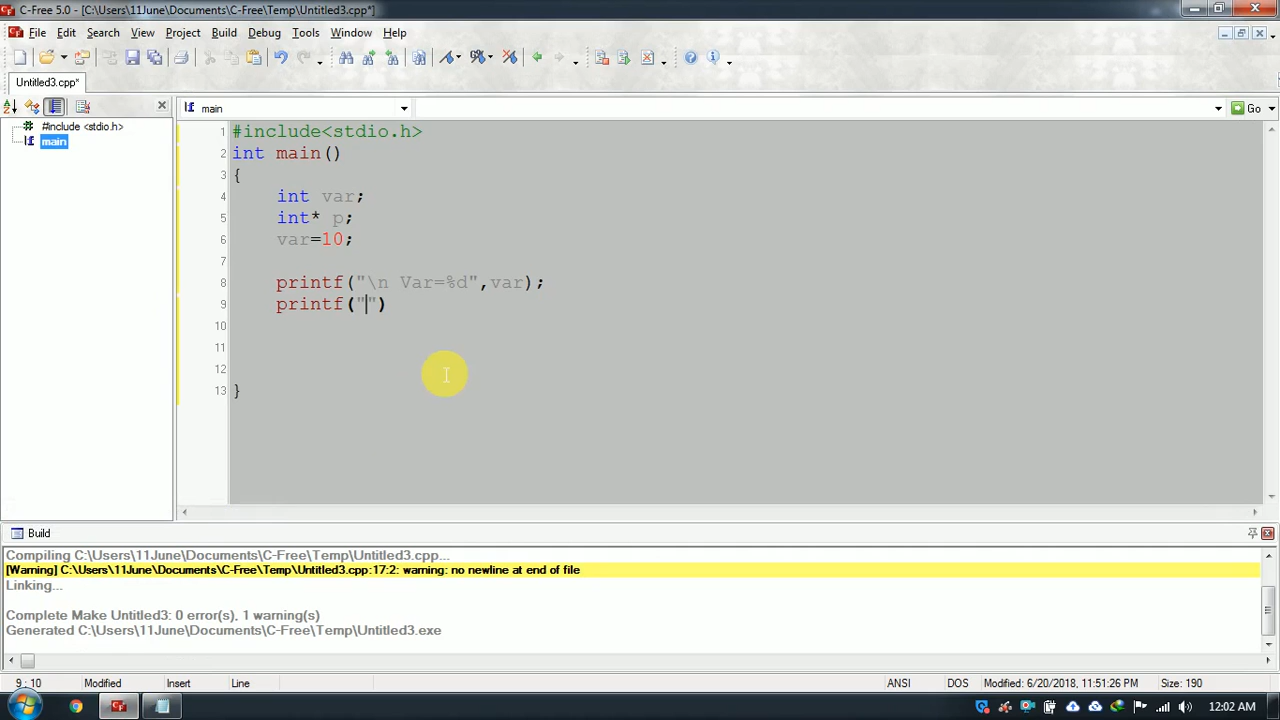 C-Free 5.0 - [C:\Users\11June\Documents\C-Free\Temp\Untitled3.cpp*]
File Edit Search View Project Build Debug Tools Window Help
Untitled3.cpp*
main
Go
#include <stdio.h>
main
1 #include<stdio.h>
2 int main()
3 {
4 int var;
5 int* p;
6 var=10;
7
8 printf("\n Var=%d",var);
9 printf("")
10
11
12
13 }
Build
Compiling C:\Users\11June\Documents\C-Free\Temp\Untitled3.cpp...
[Warning] C:\Users\11June\Documents\C-Free\Temp\Untitled3.cpp:17:2: warning: no newline at end of file
Linking...
Complete Make Untitled3: 0 error(s), 1 warning(s)
Generated C:\Users\11June\Documents\C-Free\Temp\Untitled3.exe
9 : 10 Modified Insert Line ANSI DOS Modified: 6/20/2018, 11:51:26 PM Size: 190
12:02 AM